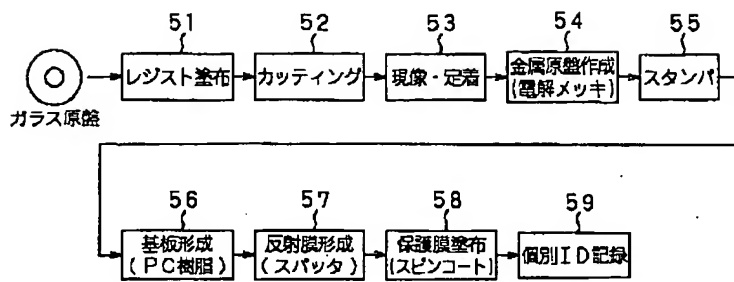 51
52
53
54
55
レジスト塗布
カッティング
現像・定着
金属原盤作成
(電解メッキ)
スタンパ
ガラス原盤
56
57
58
59
基板形成
(PC樹脂)
反射膜形成
(スパッタ)
保護膜塗布
(スピンコート)
個別ID記録